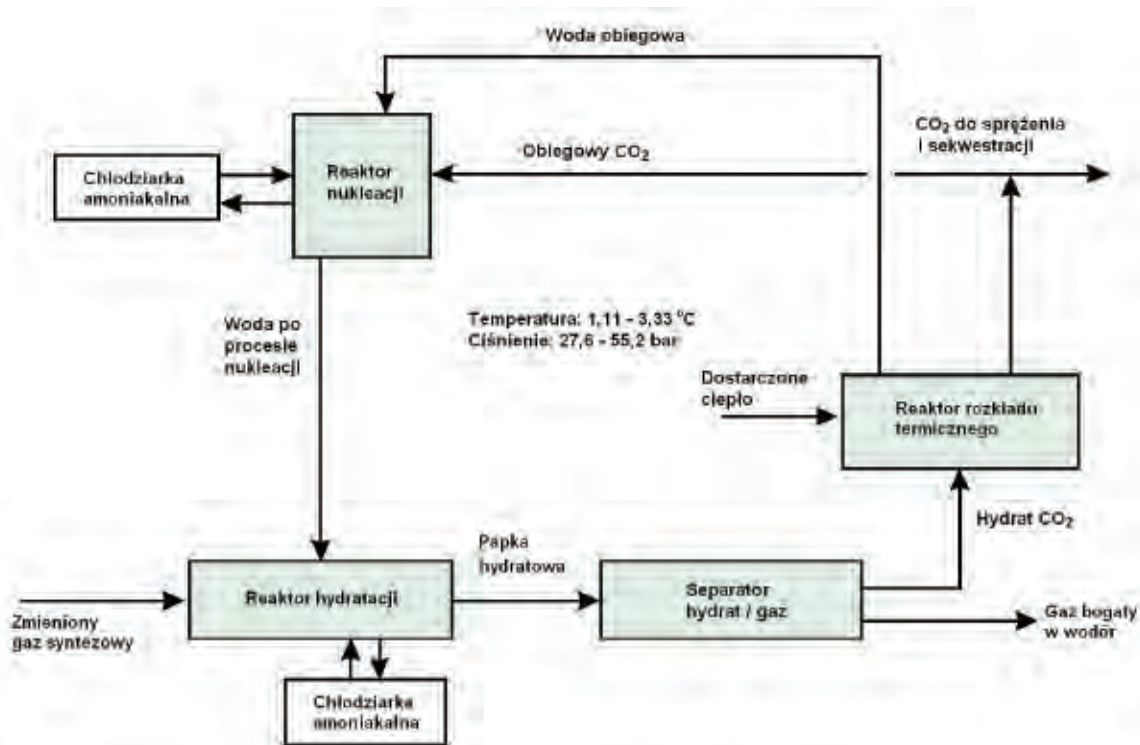 Woda obiegowa
CO₂ do sprężenia
i sekwestracji
Obiegowy CO₂
Reaktor
nukleacji
Chłodziarka
amoniakalna
Woda po
procesie
nukleacji
Temperatura: 1,11 - 3,33 °C
Ciśnienie: 27,6 - 55,2 bar
Dostarczone
ciepło
Reaktor rozkładu
termicznego
Hydrat CO₂
Papka
hydratowa
Reaktor hydratacji
Separator
hydrat / gaz
Zmieniony
gaz syntezowy
Gaz bogaty
w wodór
Chłodziarka
amoniakalna